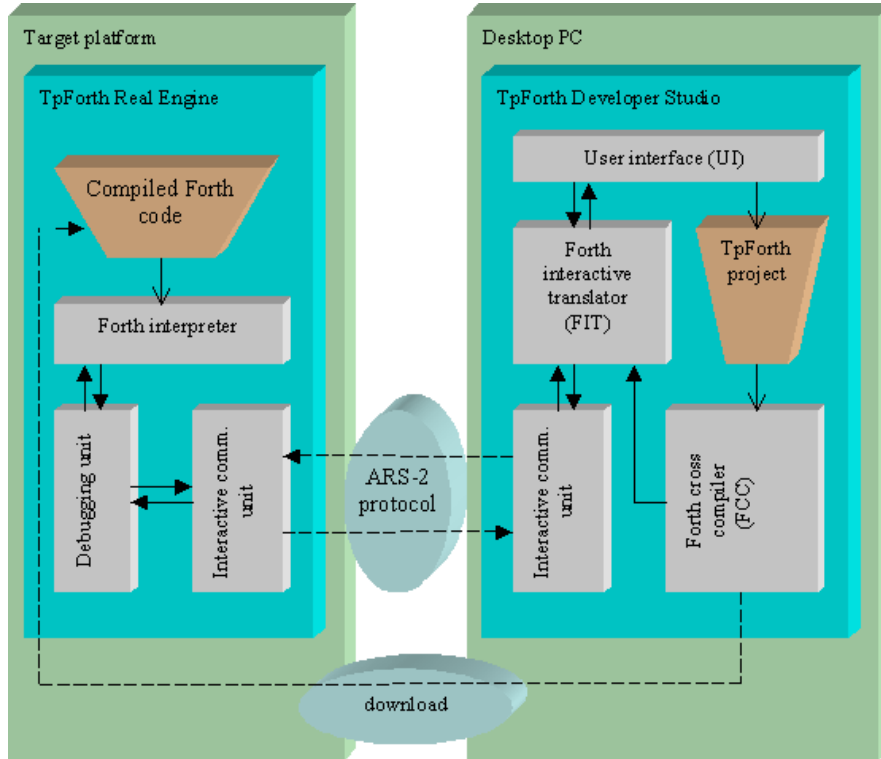 Target platform
TpForth Real Engine
Compiled Forth
code
Forth interpreter
Debugging unit
Interactive comm.
unit
ARS-2
protocol
download
Desktop PC
TpForth Developer Studio
User interface (UI)
Forth
interactive
translator
(FIT)
TpForth
project
Interactive comm.
unit
Forth cross
compiler
(FCC)